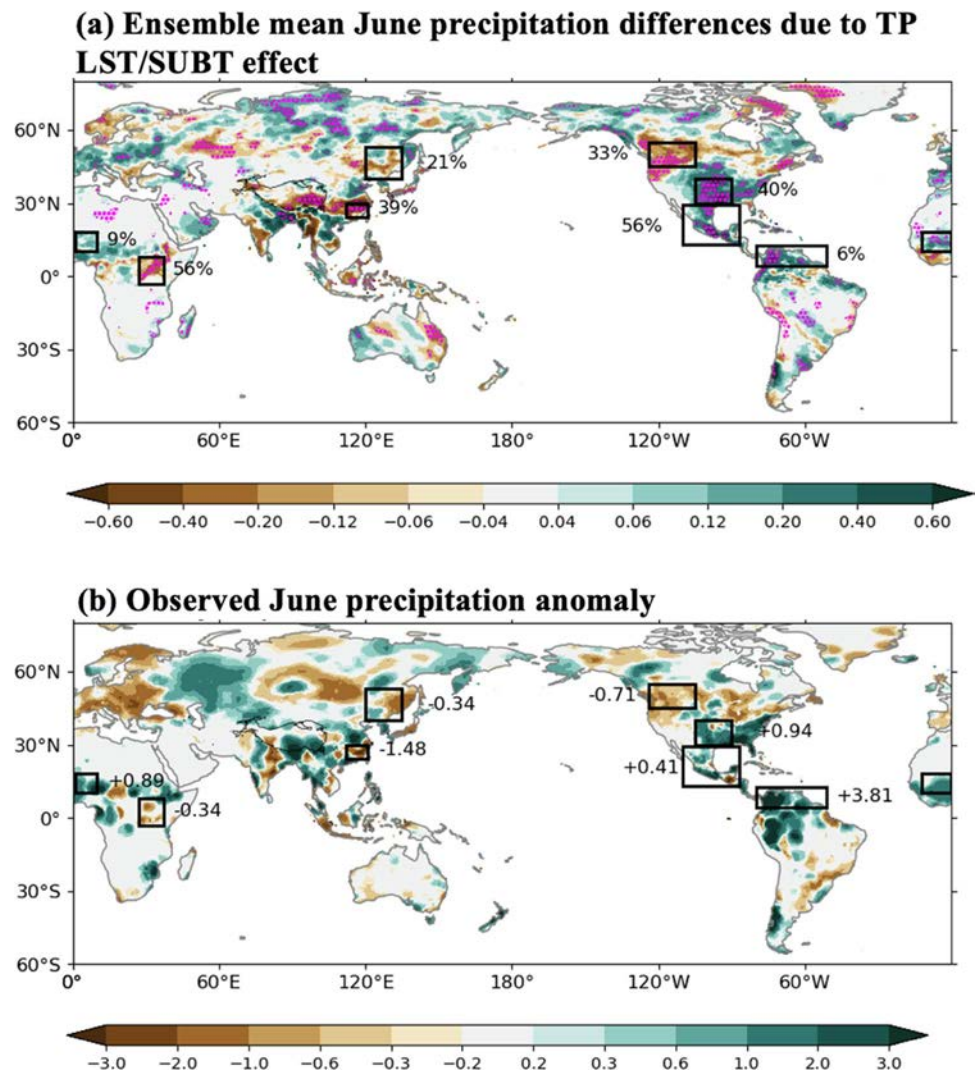 (a) Ensemble mean June precipitation differences due to TP
LST/SUBT effect
60°N
30°N
0°
30°S
60°S
21%
39%
9%
56%
33%
40%
56%
6%
0°
60°E
120°E
180°
120°W
60°W
−0.60 −0.40 −0.20 −0.12 −0.06 −0.04 0.04 0.06 0.12 0.20 0.40 0.60
(b) Observed June precipitation anomaly
60°N
30°N
0°
30°S
60°S
-0.34
-1.48
+0.89
-0.34
-0.71
+0.94
+0.41
+3.81
0°
60°E
120°E
180°
120°W
60°W
−3.0 −2.0 −1.0 −0.6 −0.3 −0.2 0.2 0.3 0.6 1.0 2.0 3.0